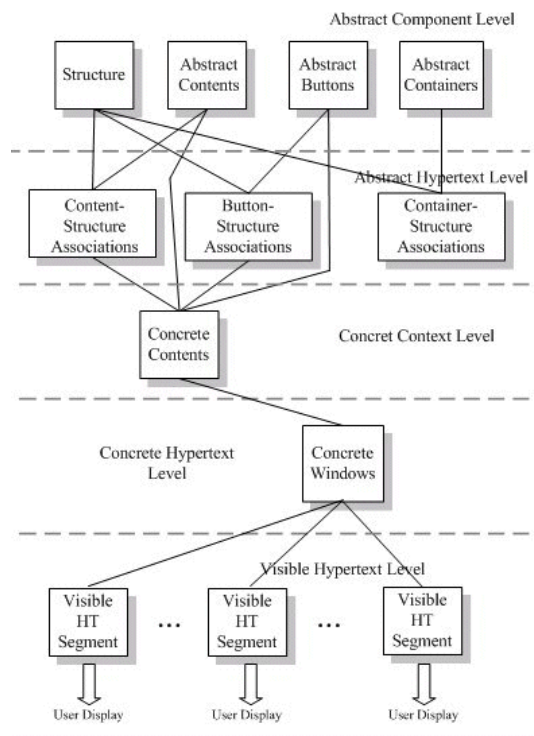 Abstract Component Level
Structure
Abstract
Contents
Abstract
Buttons
Abstract
Containers
Abstract Hypertext Level
Content-
Structure
Associations
Button-
Structure
Associations
Container-
Structure
Associations
Concrete
Contents
Concret Context Level
Concrete Hypertext
Level
Concrete
Windows
Visible Hypertext Level
Visible
HT
Segment
...
Visible
HT
Segment
...
Visible
HT
Segment
User Display
User Display
User Display